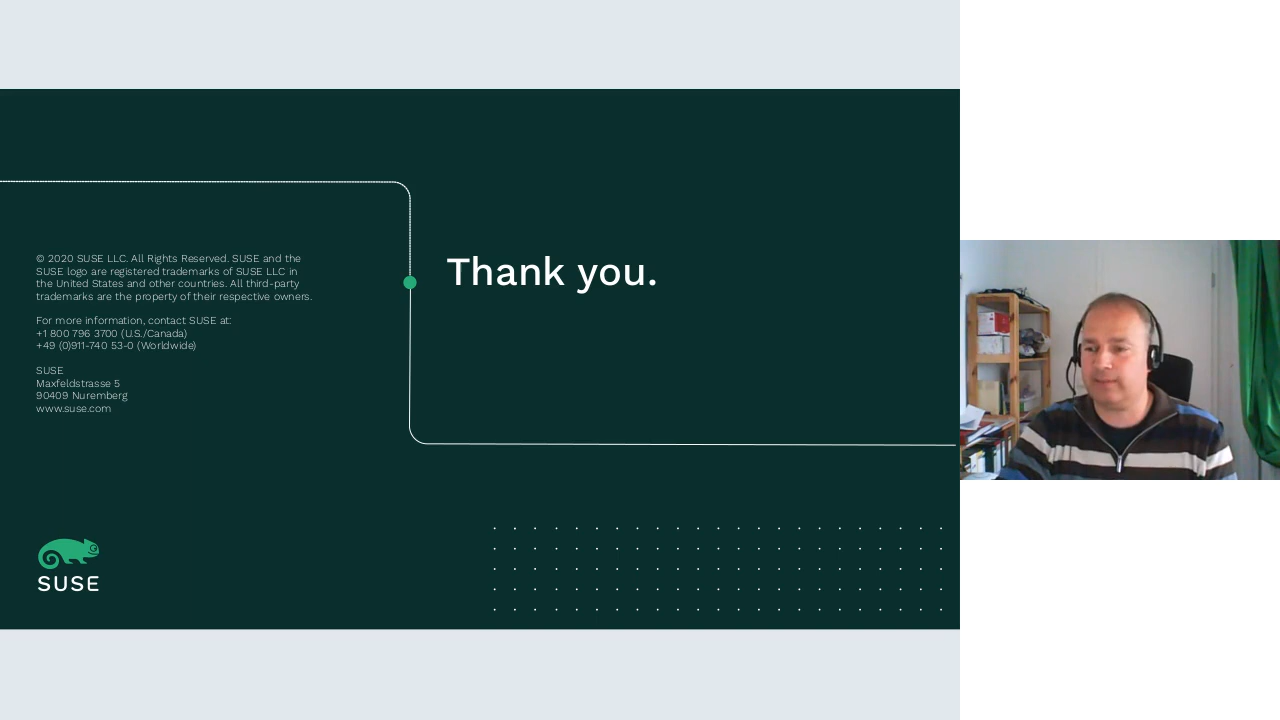 © 2020 SUSE LLC. All Rights Reserved. SUSE and the
SUSE logo are registered trademarks of SUSE LLC in
the United States and other countries. All third-party
trademarks are the property of their respective owners.
For more information, contact SUSE at:
+1 800 796 3700 (U.S./Canada)
+49 (0)911-740 53-0 (Worldwide)
SUSE
Maxfeldstrasse 5
90409 Nuremberg
www.suse.com
Thank you.
SUSE